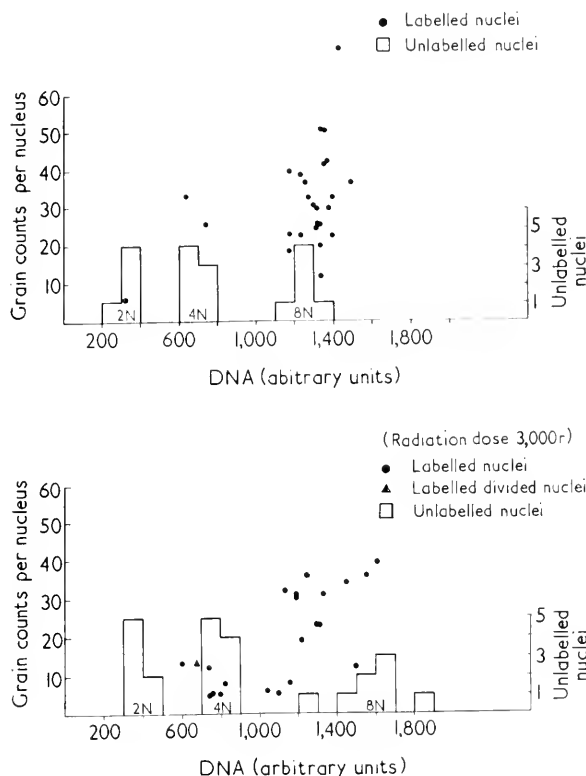 ● Labelled nuclei
□ Unlabelled nuclei
Grain counts per nucleus
60
50
40
30
20
10
5
3
1
Unlabelled
nuclei
2N
4N
8N
200
600
1,000
1,400
1,800
DNA (abitrary units)
(Radiation dose 3,000r)
● Labelled nuclei
▲ Labelled divided nuclei
□ Unlabelled nuclei
Grain counts per nucleus
60
50
40
30
20
10
5
3
1
Unlabelled
nuclei
2N
4N
8N
200
600
1,000
1,400
1,800
DNA (arbitrary units)